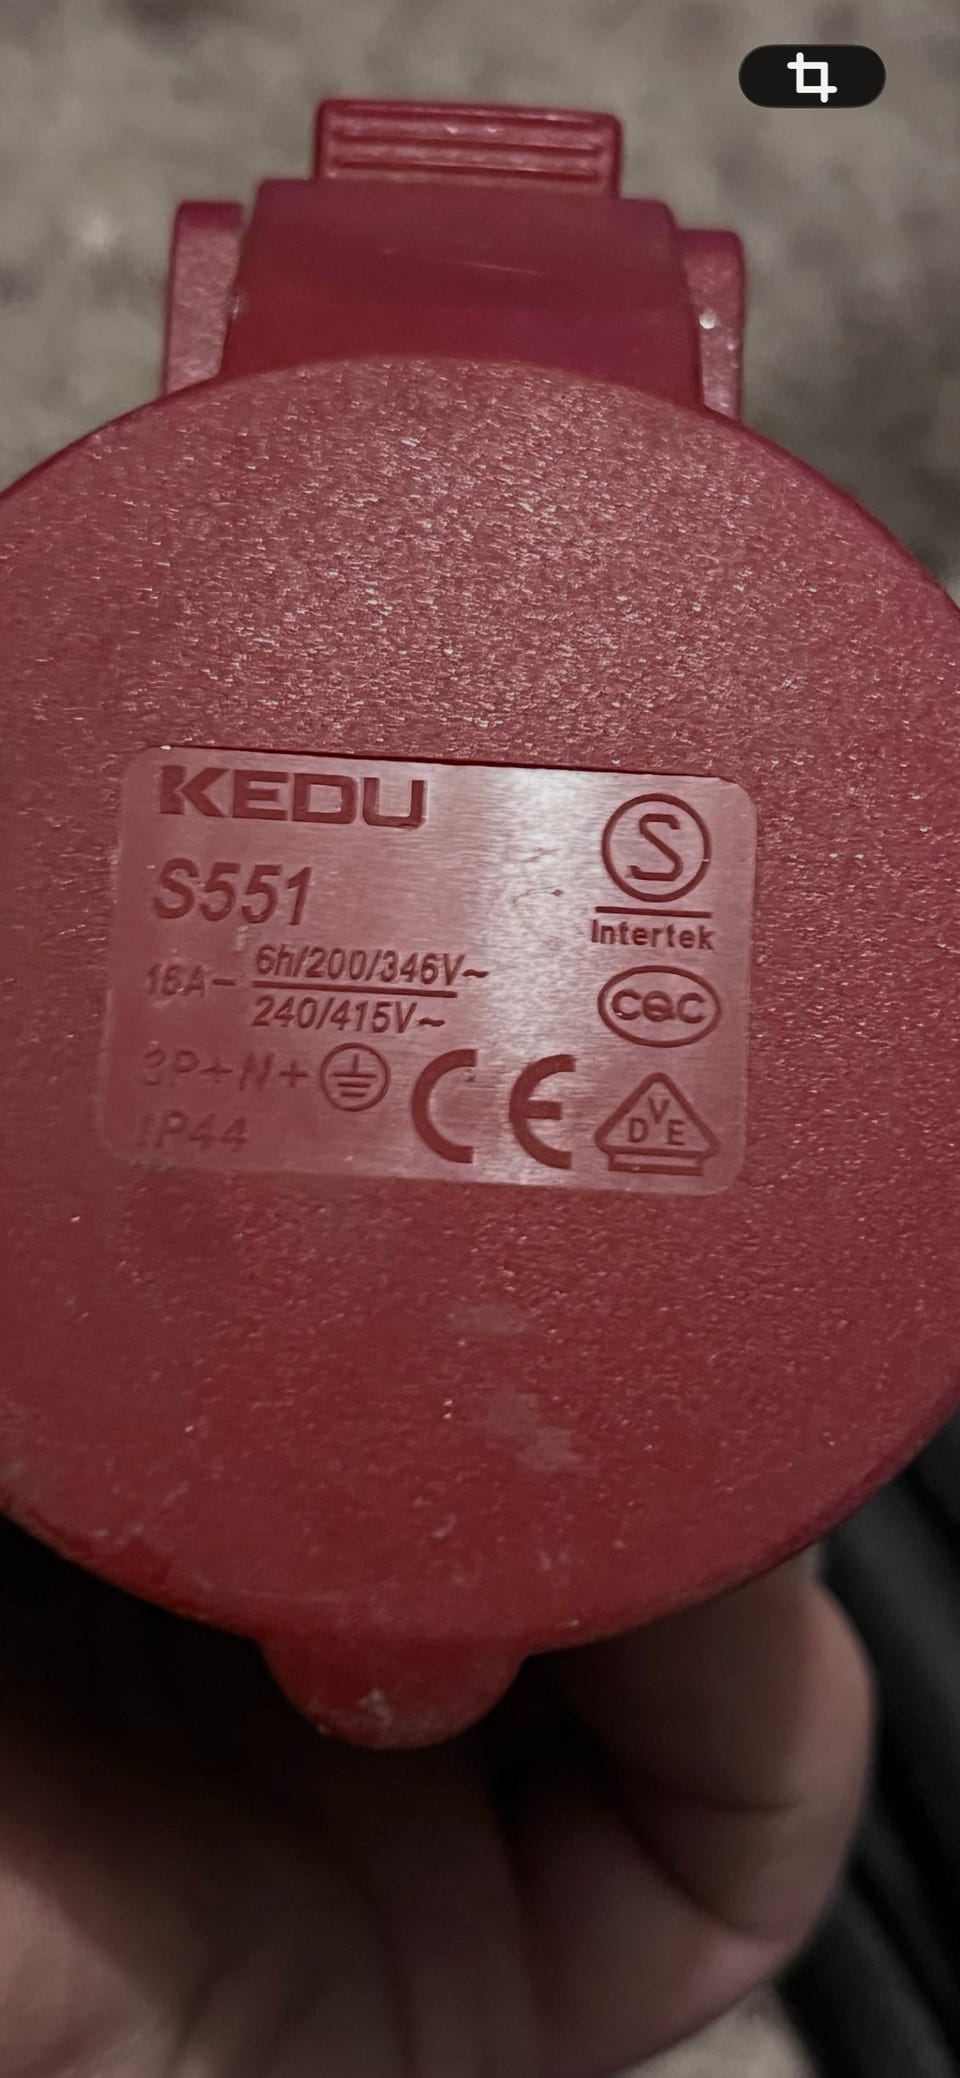 KEDU
S551
S
Intertek
16A- 6h/200/346V~
240/415V~
CQC
3P+N+
IP44
CE
DVE